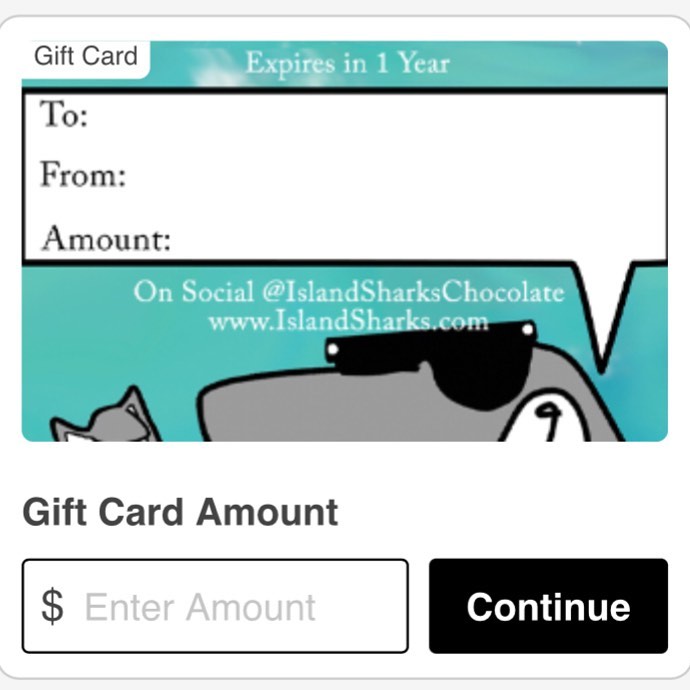 Gift Card
Expires in 1 Year
To:
From:
Amount:
On Social @IslandSharksChocolate
www.IslandSharks.com
Gift Card Amount
$ Enter Amount
Continue